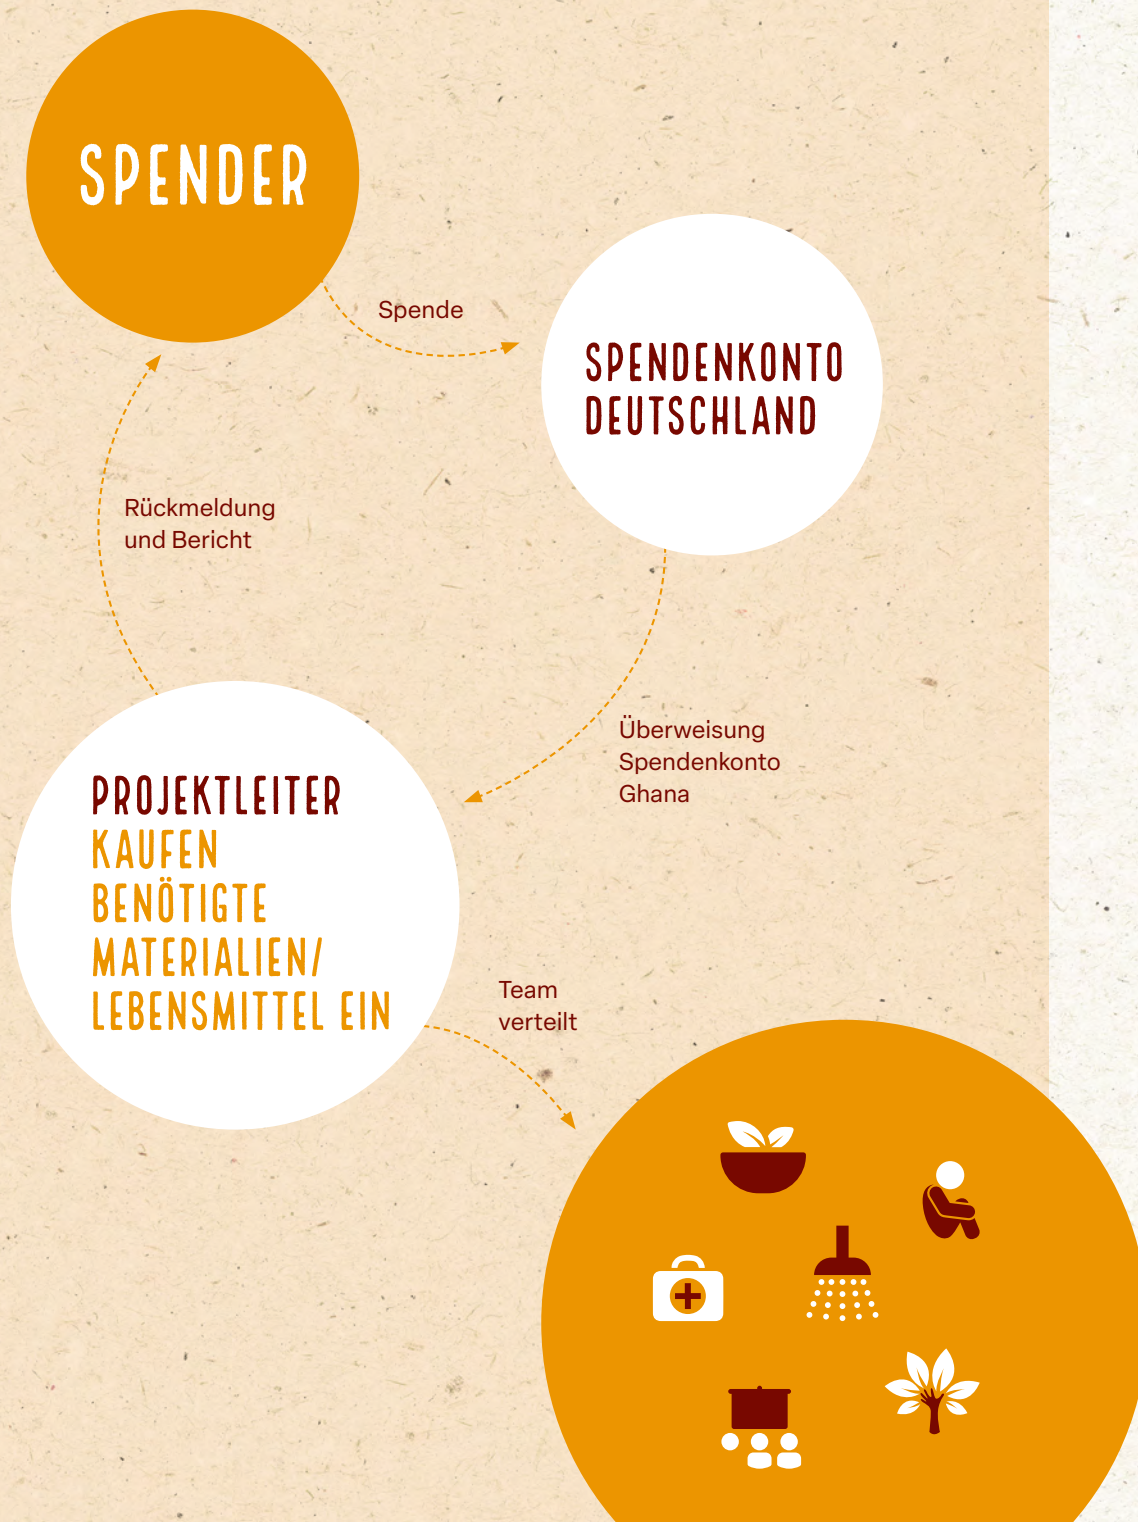 SPENDER
Spende
SPENDENKONTO
DEUTSCHLAND
Rückmeldung
und Bericht
Überweisung
Spendenkonto
Ghana
PROJEKTLEITER
KAUFEN
BENÖTIGTE
MATERIALIEN/
LEBENSMITTEL EIN
Team
verteilt